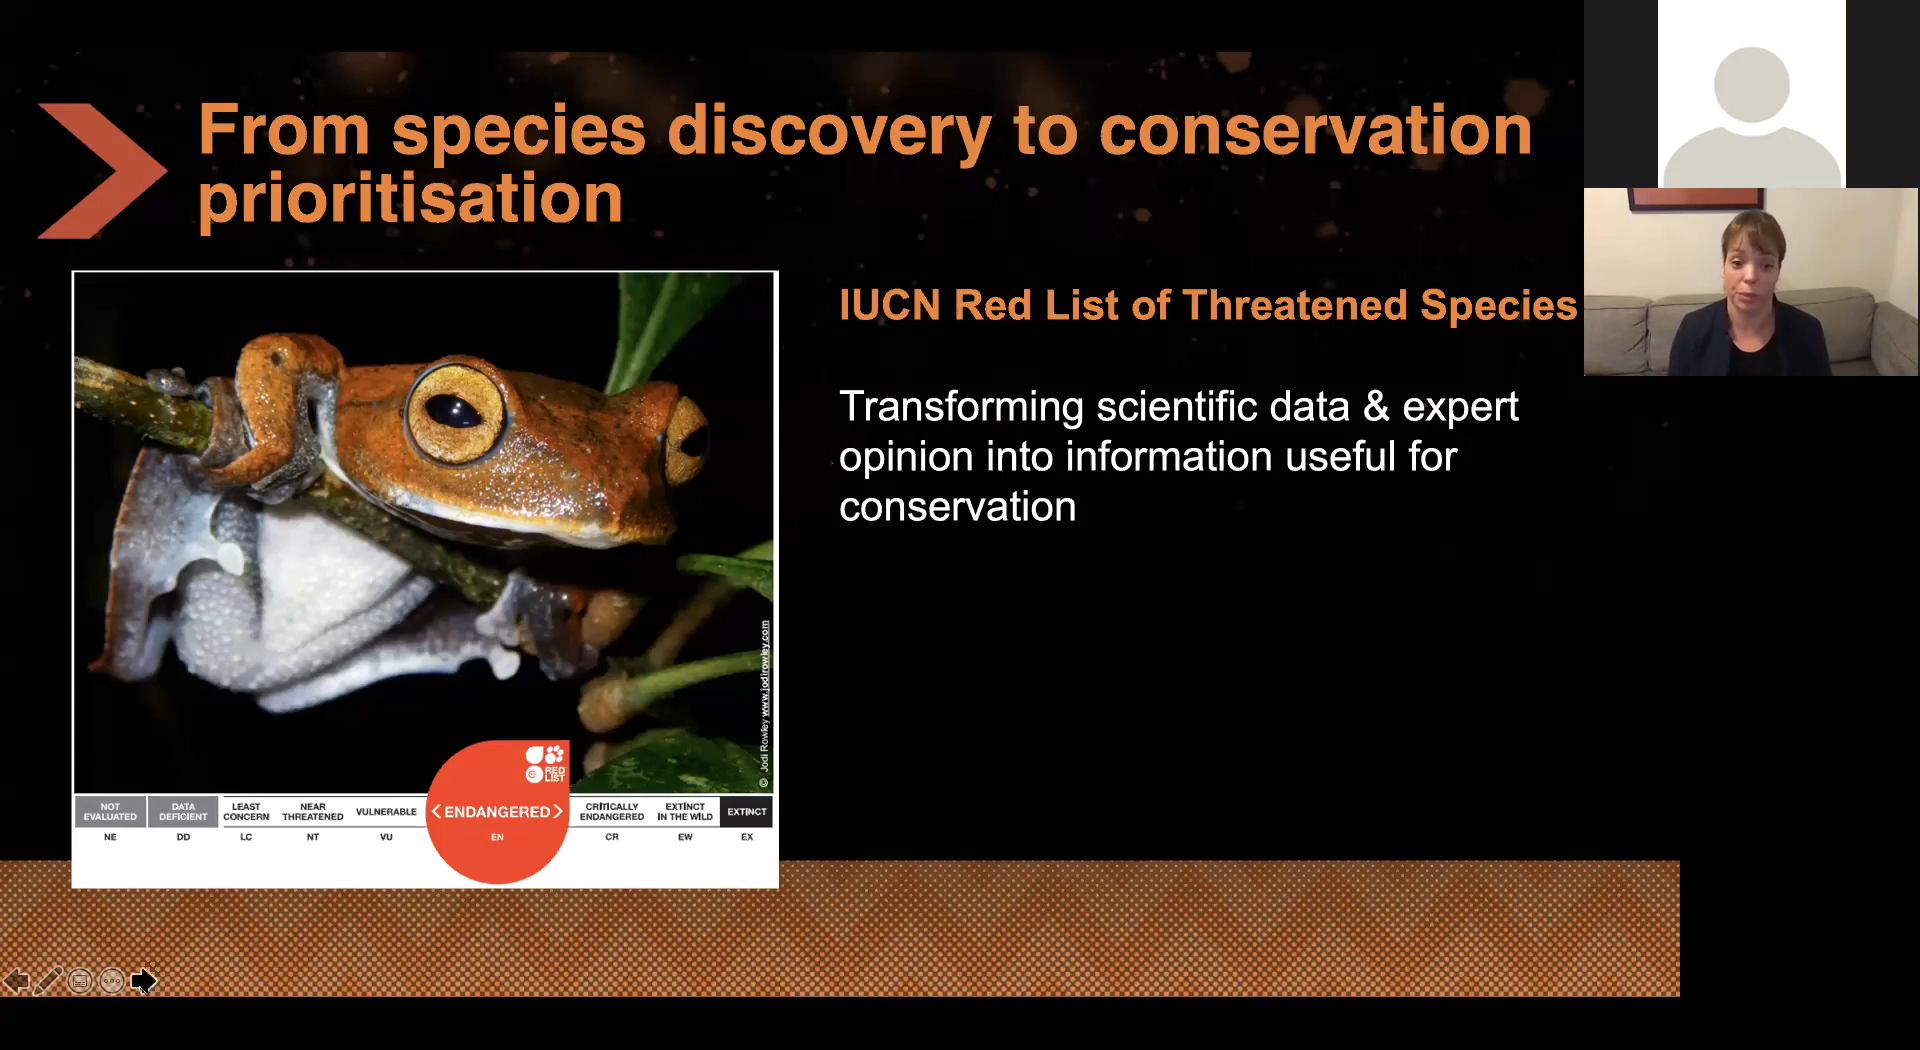 From species discovery to conservation
prioritisation
IUCN Red List of Threatened Species
Transforming scientific data & expert
opinion into information useful for
conservation
© Jodi Rowley www.jodirowley.com
RED
LIST
NOT
EVALUATED
DATA
DEFICIENT
LEAST
CONCERN
NEAR
THREATENED
VULNERABLE
< ENDANGERED >
CRITICALLY
ENDANGERED
EXTINCT
IN THE WILD
EXTINCT
NE
DD
LC
NT
VU
EN
CR
EW
EX